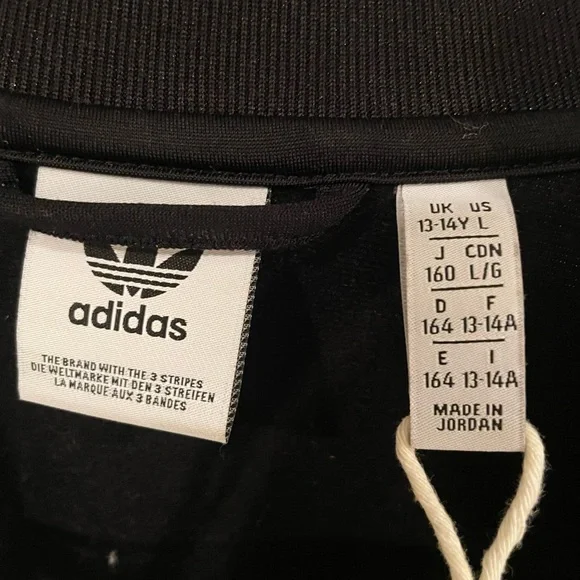 adidas
THE BRAND WITH THE 3 STRIPES
DIE WELTMARKE MIT DEN 3 STREIFEN
LA MARQUE AUX 3 BANDES
UK US
13-14Y L
J CDN
160 L/G
D F
164 13-14A
E I
164 13-14A
MADE IN
JORDAN